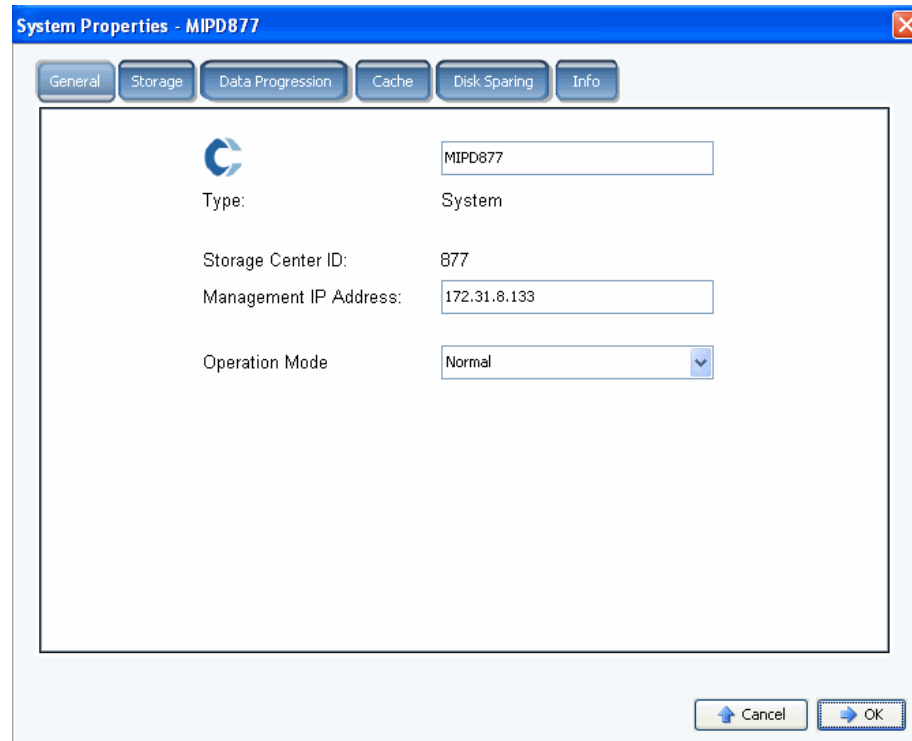 System Properties - MIPD877
General Storage Data Progression Cache Disk Sparing Info
MIPD877
Type: System
Storage Center ID: 877
Management IP Address: 172.31.8.133
Operation Mode Normal
Cancel OK